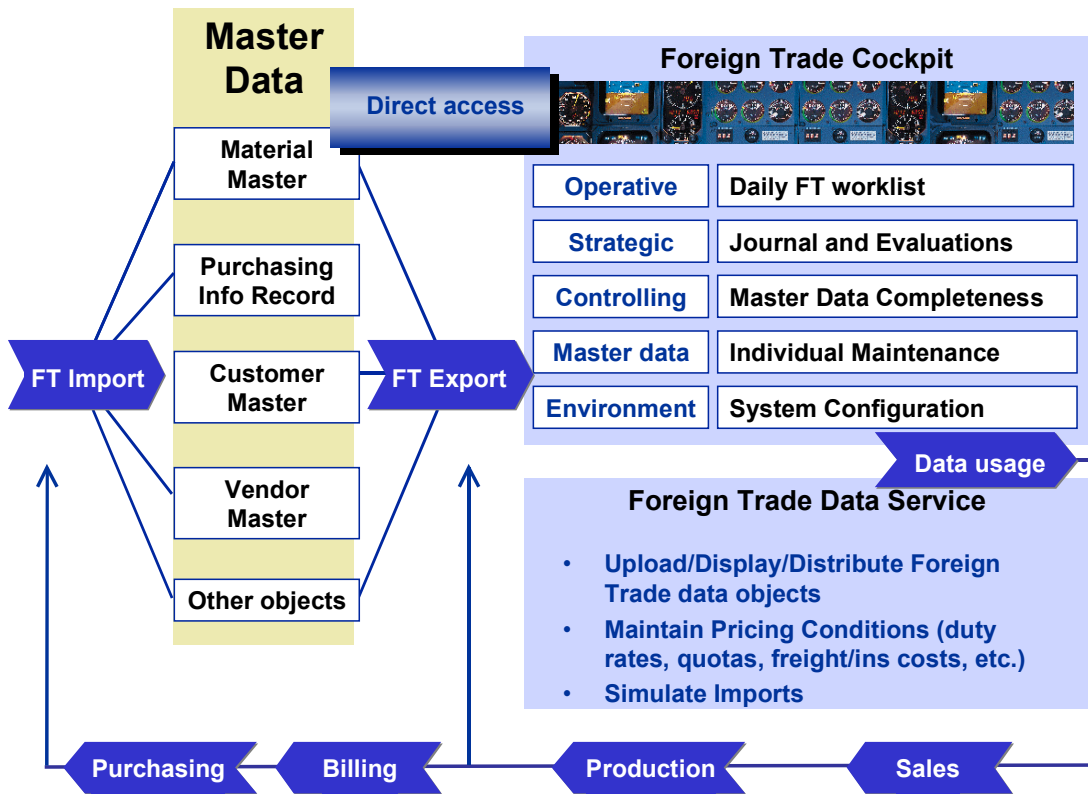 Master
Data
Direct access
Material
Master
Purchasing
Info Record
Customer
Master
Vendor
Master
Other objects
FT Import
FT Export
Foreign Trade Cockpit
Operative
Daily FT worklist
Strategic
Journal and Evaluations
Controlling
Master Data Completeness
Master data
Individual Maintenance
Environment
System Configuration
Data usage
Foreign Trade Data Service
• Upload/Display/Distribute Foreign
Trade data objects
• Maintain Pricing Conditions (duty
rates, quotas, freight/ins costs, etc.)
• Simulate Imports
Purchasing
Billing
Production
Sales